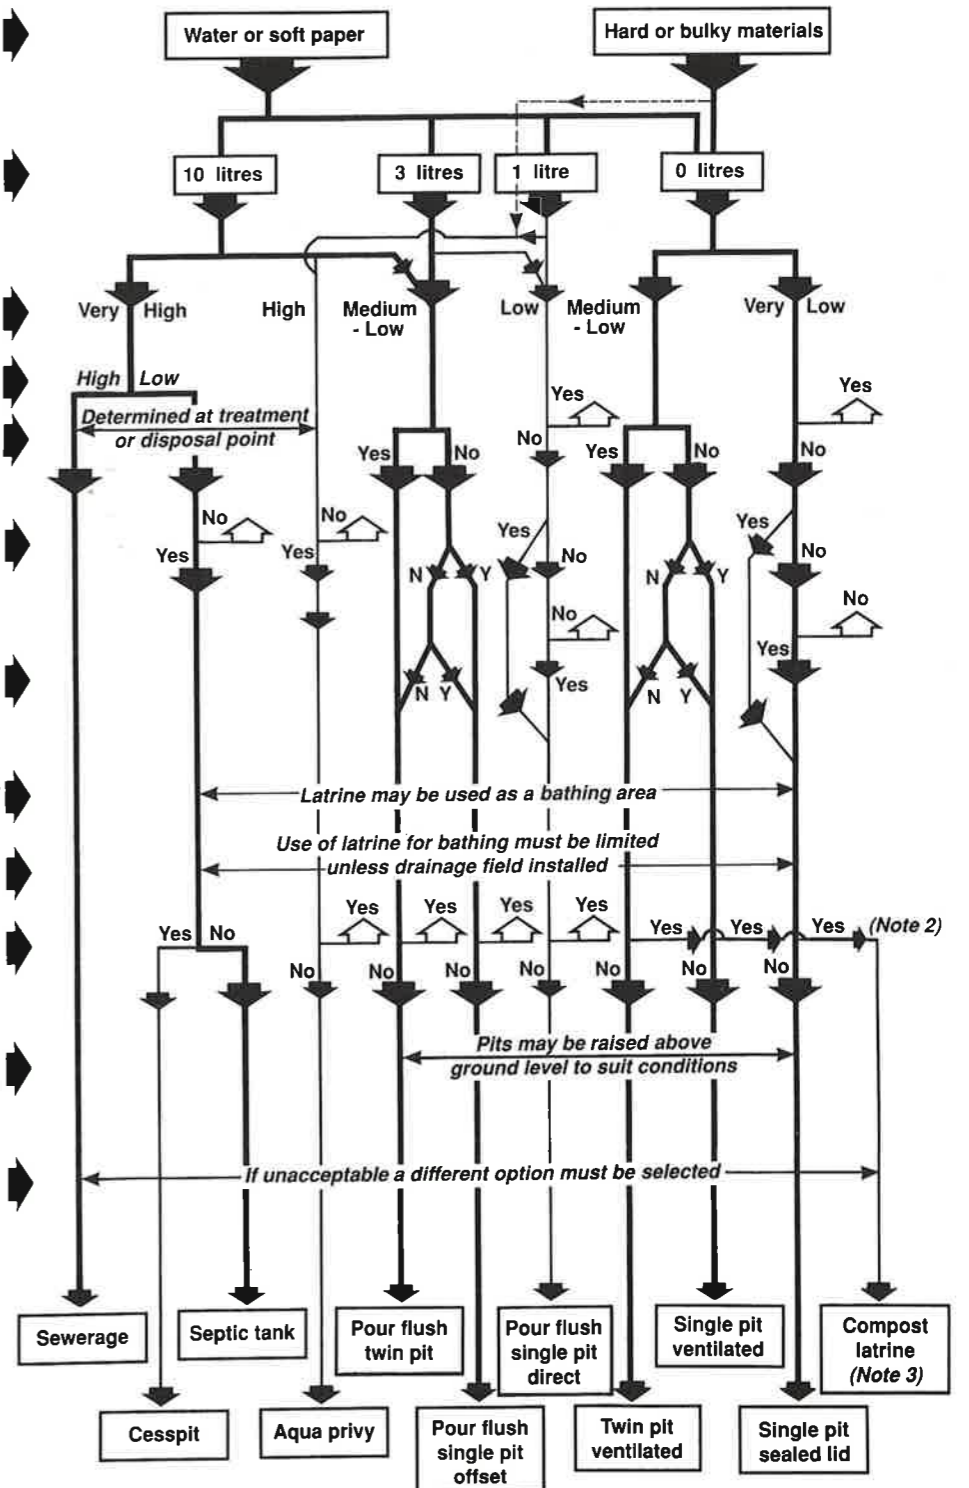 Water or soft paper
Hard or bulky materials
10 litres
3 litres
1 litre
0 litres
Very High
High
Medium
- Low
Low
Medium
- Low
Very Low
High Low
Determined at treatment
or disposal point
Yes
Yes
No
Yes
No
No
Yes
No
No
No
Yes
No
Yes
Yes
No
Yes
No
N
Y
N
Y
No
No
Yes
Yes
N
Y
N
Y
Yes
Latrine may be used as a bathing area
Use of latrine for bathing must be limited
unless drainage field installed
Yes
Yes
Yes
Yes
Yes
No
Yes
Yes
Yes
(Note 2)
No
No
No
No
No
No
No
Pits may be raised above
ground level to suit conditions
If unacceptable a different option must be selected
Sewerage
Septic tank
Pour flush
twin pit
Pour flush
single pit
direct
Single pit
ventilated
Compost
latrine
(Note 3)
Cesspit
Aqua privy
Pour flush
single pit
offset
Twin pit
ventilated
Single pit
sealed lid